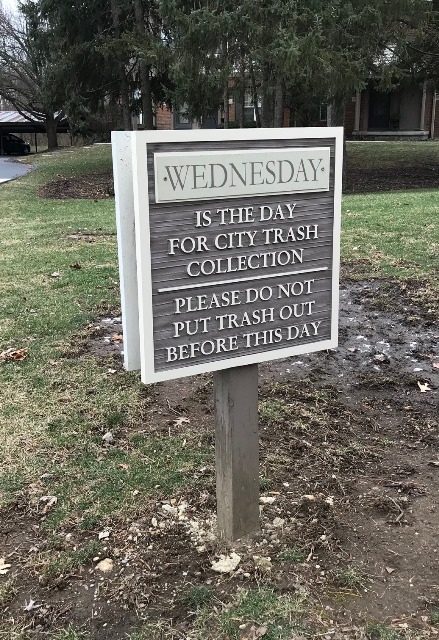 ·WEDNESDAY·
IS THE DAY
FOR CITY TRASH
COLLECTION
PLEASE DO NOT
PUT TRASH OUT
BEFORE THIS DAY